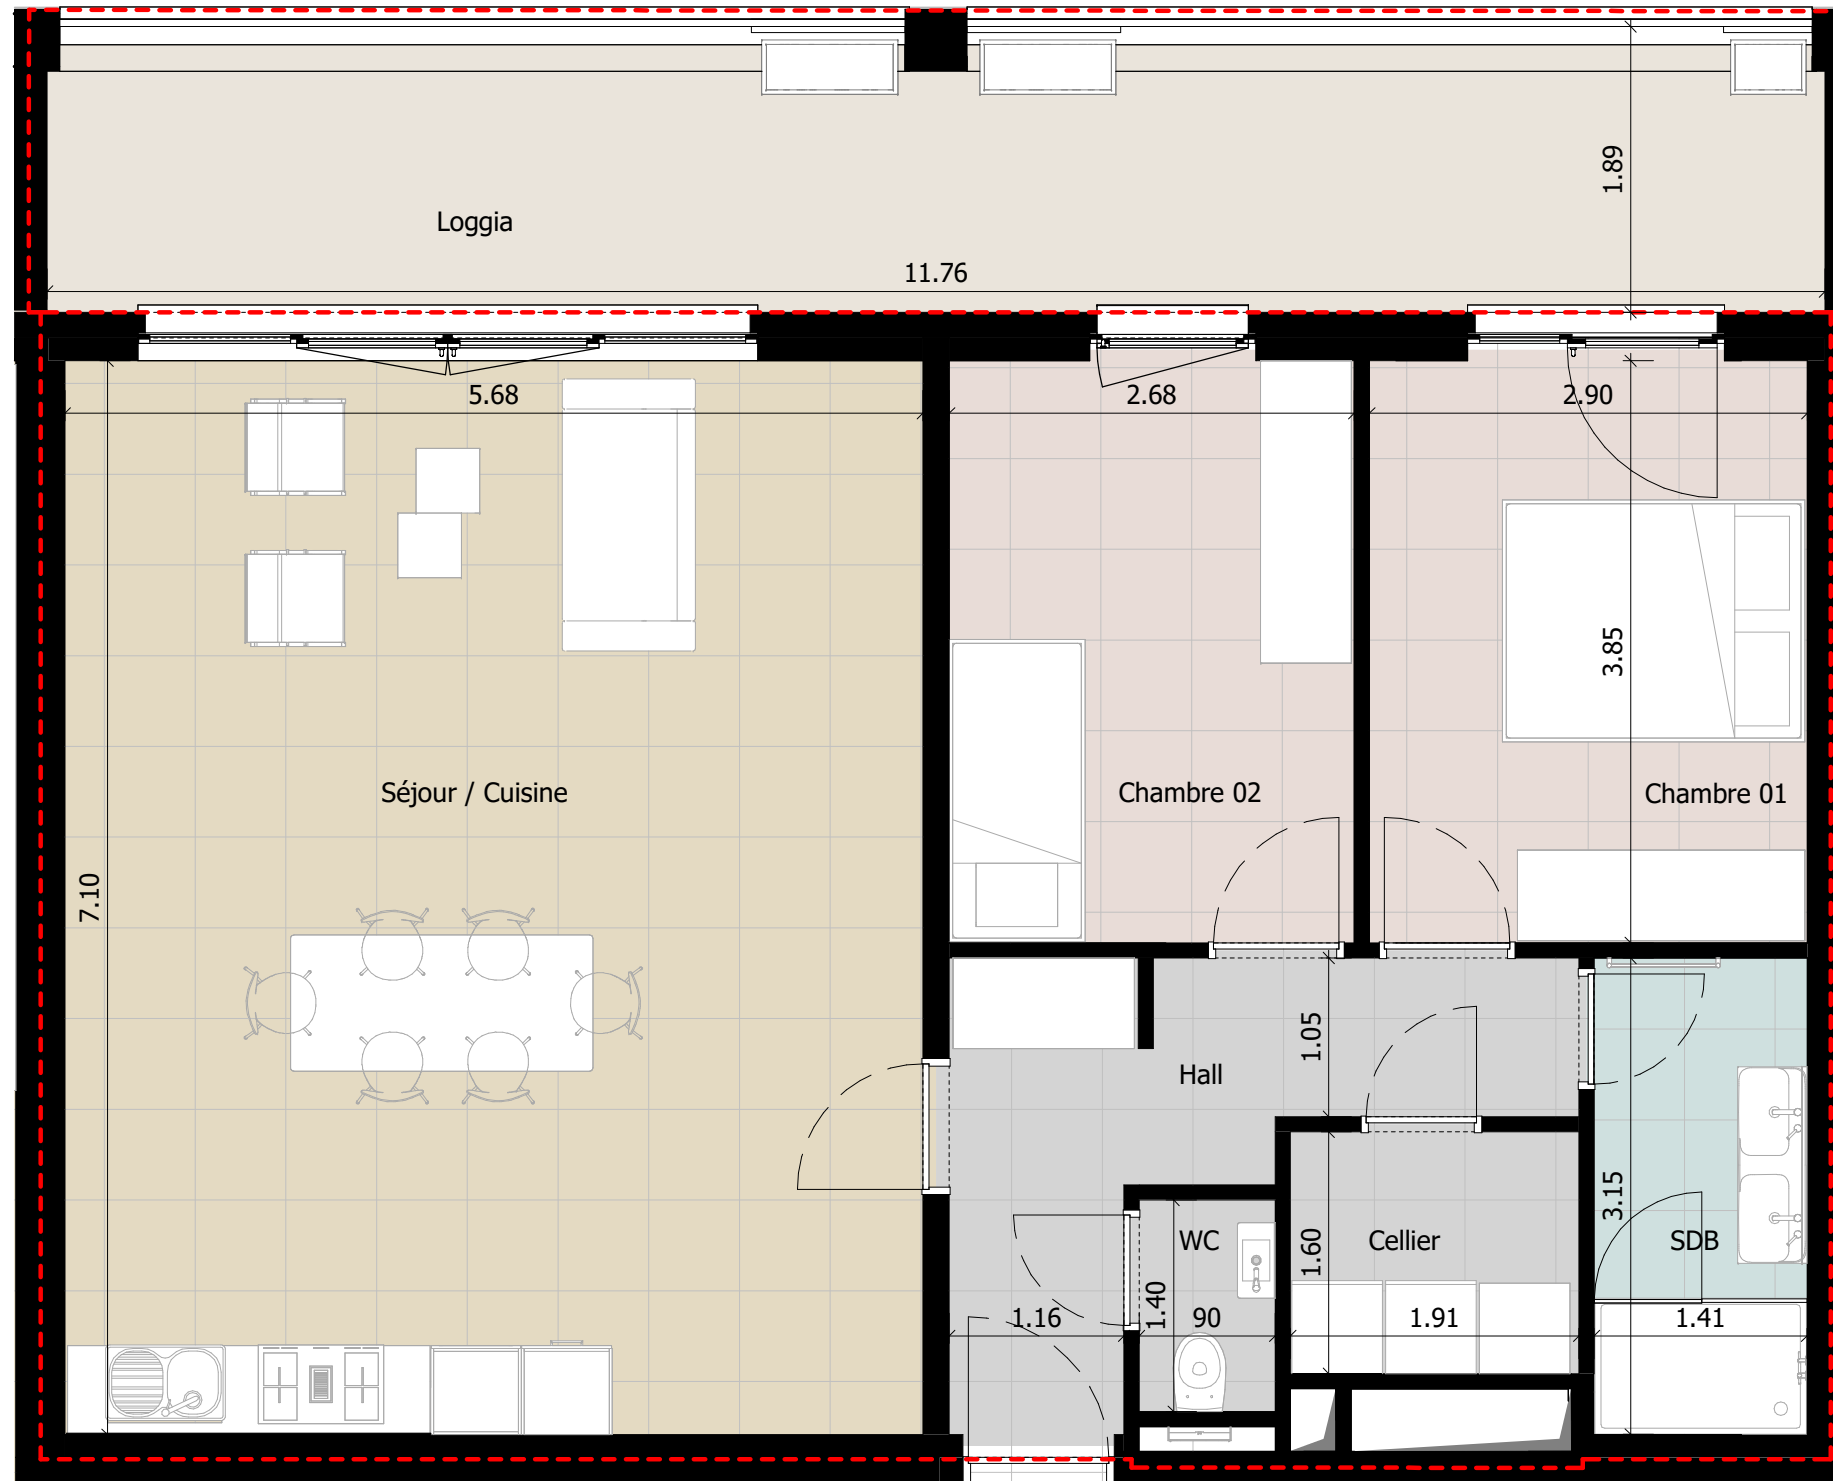 1.89
Loggia
11.76
5.68
2.68
2.90
3.85
Séjour / Cuisine
Chambre 02
Chambre 01
7.10
1.05
Hall
3.15
WC
Cellier
SDB
1.60
1.40
1.16
90
1.91
1.41